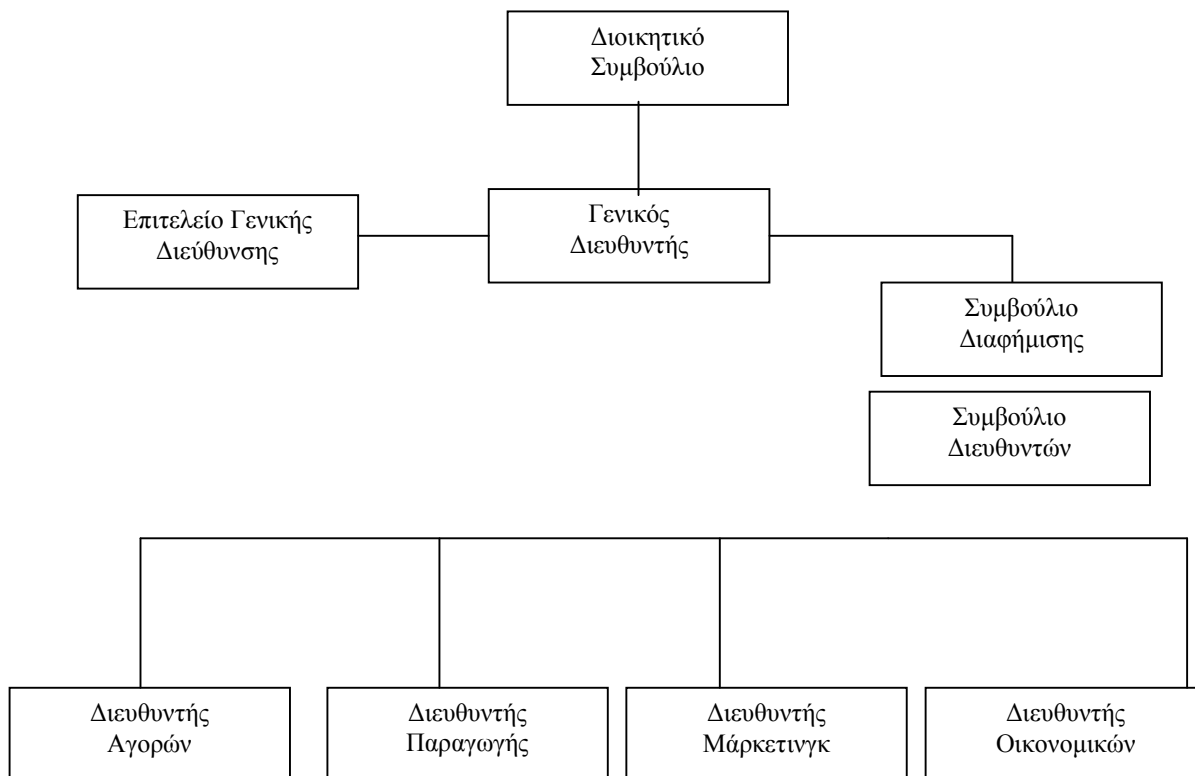 Διοικητικό
Συμβούλιο
Επιτελείο Γενικής
Διεύθυνσης
Γενικός
Διευθυντής
Συμβούλιο
Διαφήμισης
Συμβούλιο
Διευθυντών
Διευθυντής
Αγορών
Διευθυντής
Παραγωγής
Διευθυντής
Μάρκετινγκ
Διευθυντής
Οικονομικών